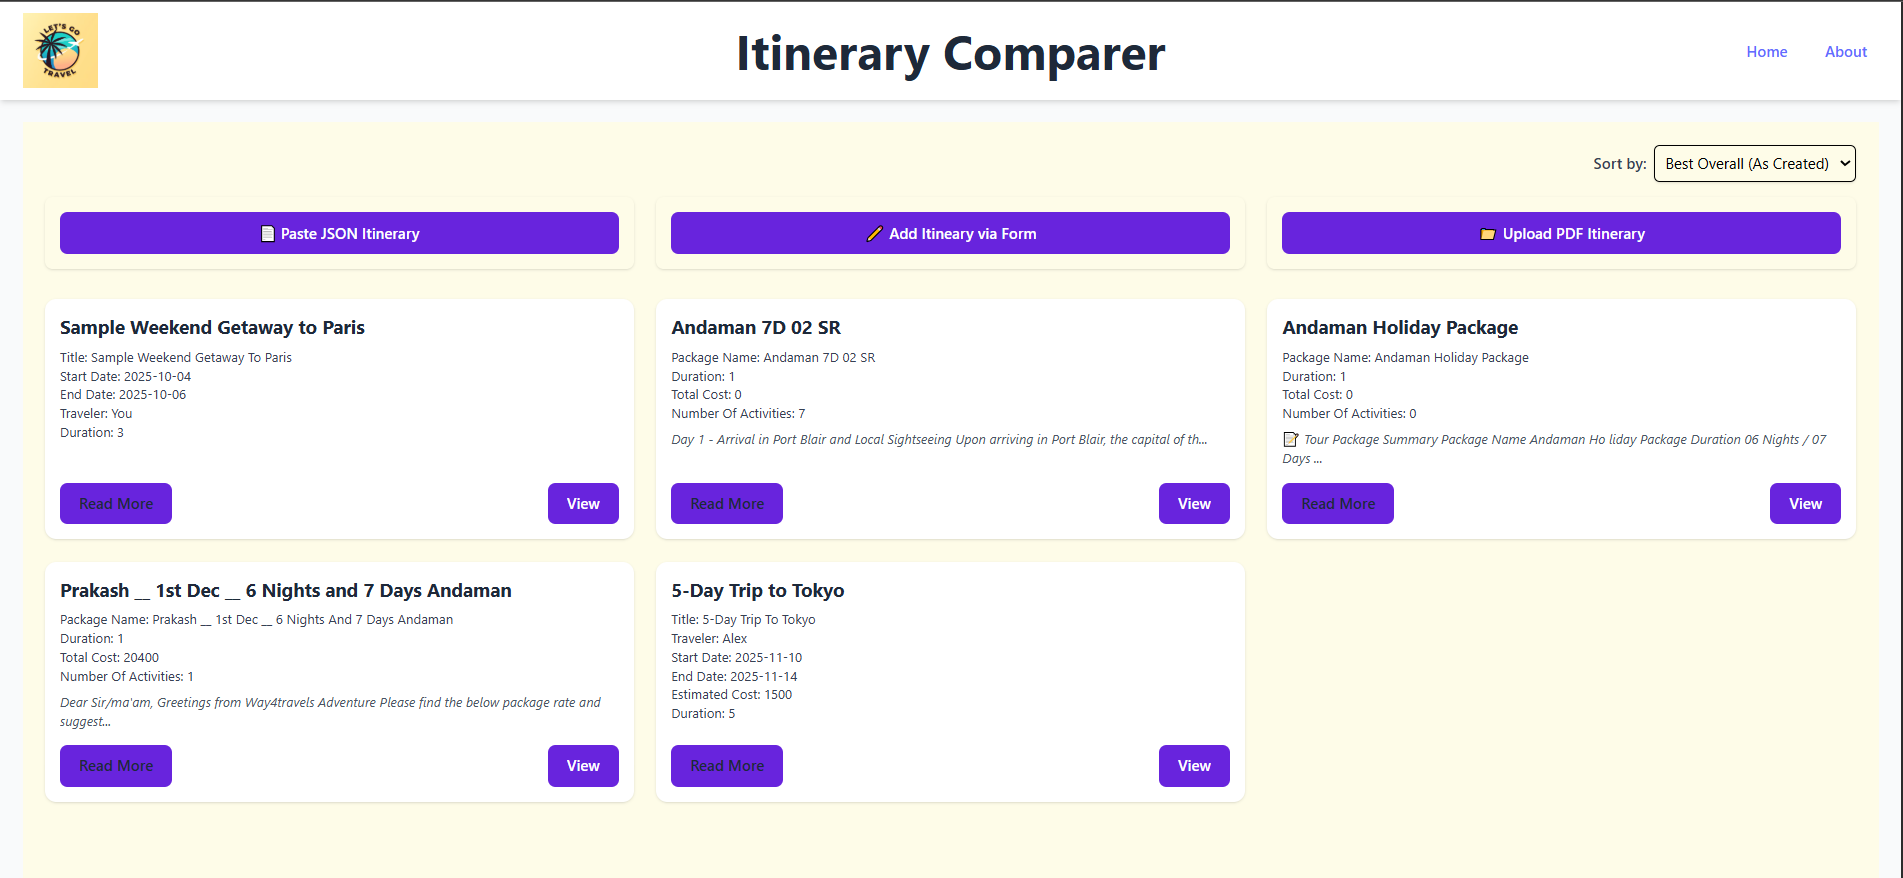 LET'S GO
TRAVEL
Itinerary Comparer
Home
About
Sort by:
Best Overall (As Created)
Paste JSON Itinerary
Add Itineary via Form
Upload PDF Itinerary
Sample Weekend Getaway to Paris
Title: Sample Weekend Getaway To Paris
Start Date: 2025-10-04
End Date: 2025-10-06
Traveler: You
Duration: 3
Read More
View
Andaman 7D 02 SR
Package Name: Andaman 7D 02 SR
Duration: 1
Total Cost: 0
Number Of Activities: 7
Day 1 - Arrival in Port Blair and Local Sightseeing Upon arriving in Port Blair, the capital of th...
Read More
View
Andaman Holiday Package
Package Name: Andaman Holiday Package
Duration: 1
Total Cost: 0
Number Of Activities: 0
Tour Package Summary Package Name Andaman Ho liday Package Duration 06 Nights / 07
Days ...
Read More
View
Prakash __ 1st Dec __ 6 Nights and 7 Days Andaman
Package Name: Prakash __ 1st Dec __ 6 Nights And 7 Days Andaman
Duration: 1
Total Cost: 20400
Number Of Activities: 1
Dear Sir/ma'am, Greetings from Way4travels Adventure Please find the below package rate and
suggest...
Read More
View
5-Day Trip to Tokyo
Title: 5-Day Trip To Tokyo
Traveler: Alex
Start Date: 2025-11-10
End Date: 2025-11-14
Estimated Cost: 1500
Duration: 5
Read More
View